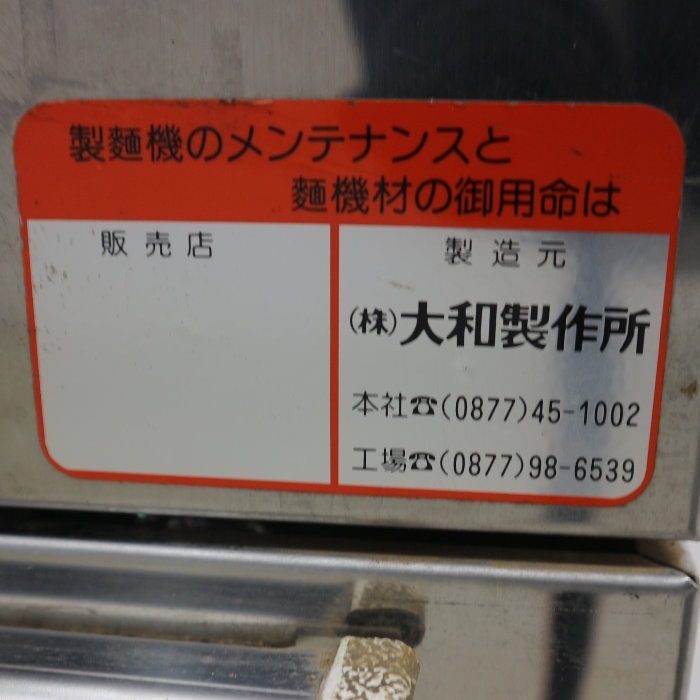 製麵機のメンテナンスと
麵機材の御用命は
販売店
製造元
(株)大和製作所
本社☎(0877)45-1002
工場☎(0877)98-6539